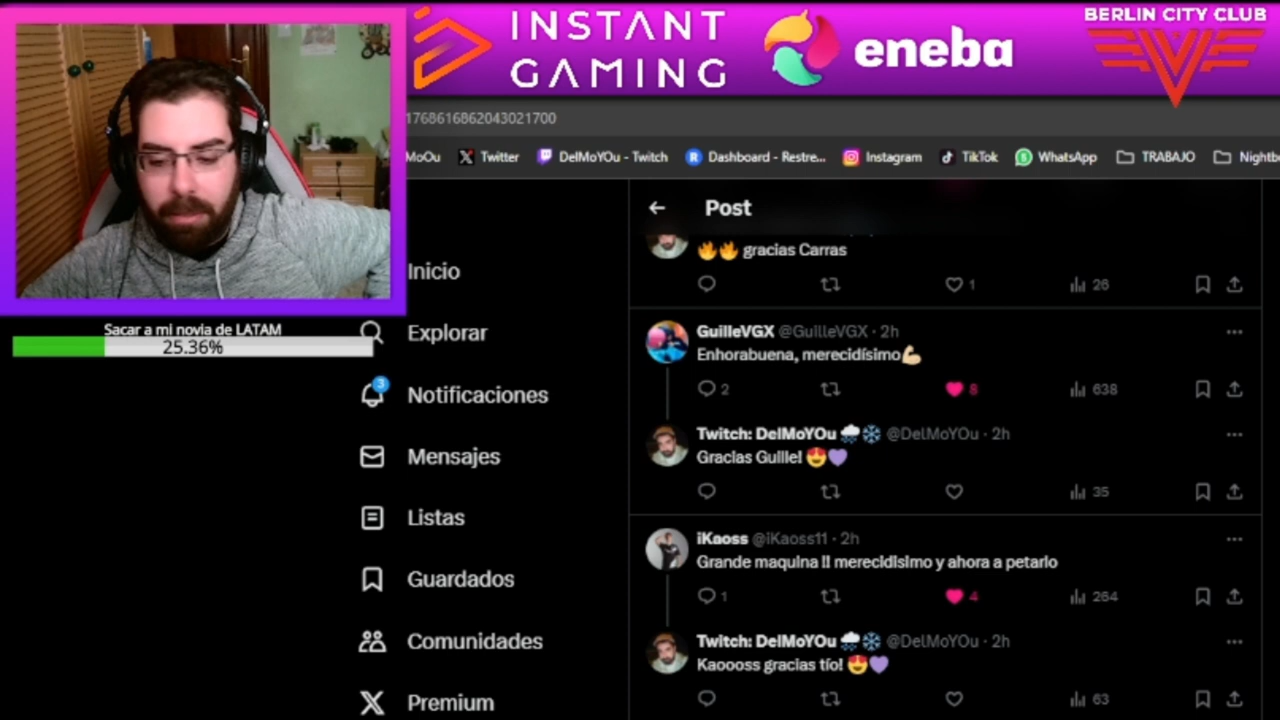 INSTANT
GAMING
eneba
BERLIN CITY CLUB
1768616862043021700
MoOu
Twitter
DelMoYOu - Twitch
Dashboard - Restre...
Instagram
TikTok
WhatsApp
TRABAJO
Nightb
Post
🔥🔥 gracias Carras
1
26
Inicio
Explorar
Notificaciones
3
Mensajes
Listas
Guardados
Comunidades
Premium
Sacar a mi novia de LATAM
25.36%
GuilleVGX @GuilleVGX · 2h
Enhorabuena, merecidísimo💪🏼
2
8
638
Twitch: DelMoYOu 🌨️❄️ @DelMoYOu · 2h
Gracias Guille! 😍💜
35
iKaoss @iKaoss11 · 2h
Grande maquina !! merecidisimo y ahora a petarlo
1
4
264
Twitch: DelMoYOu 🌨️❄️ @DelMoYOu · 2h
Kaoooss gracias tío! 😍💜
63